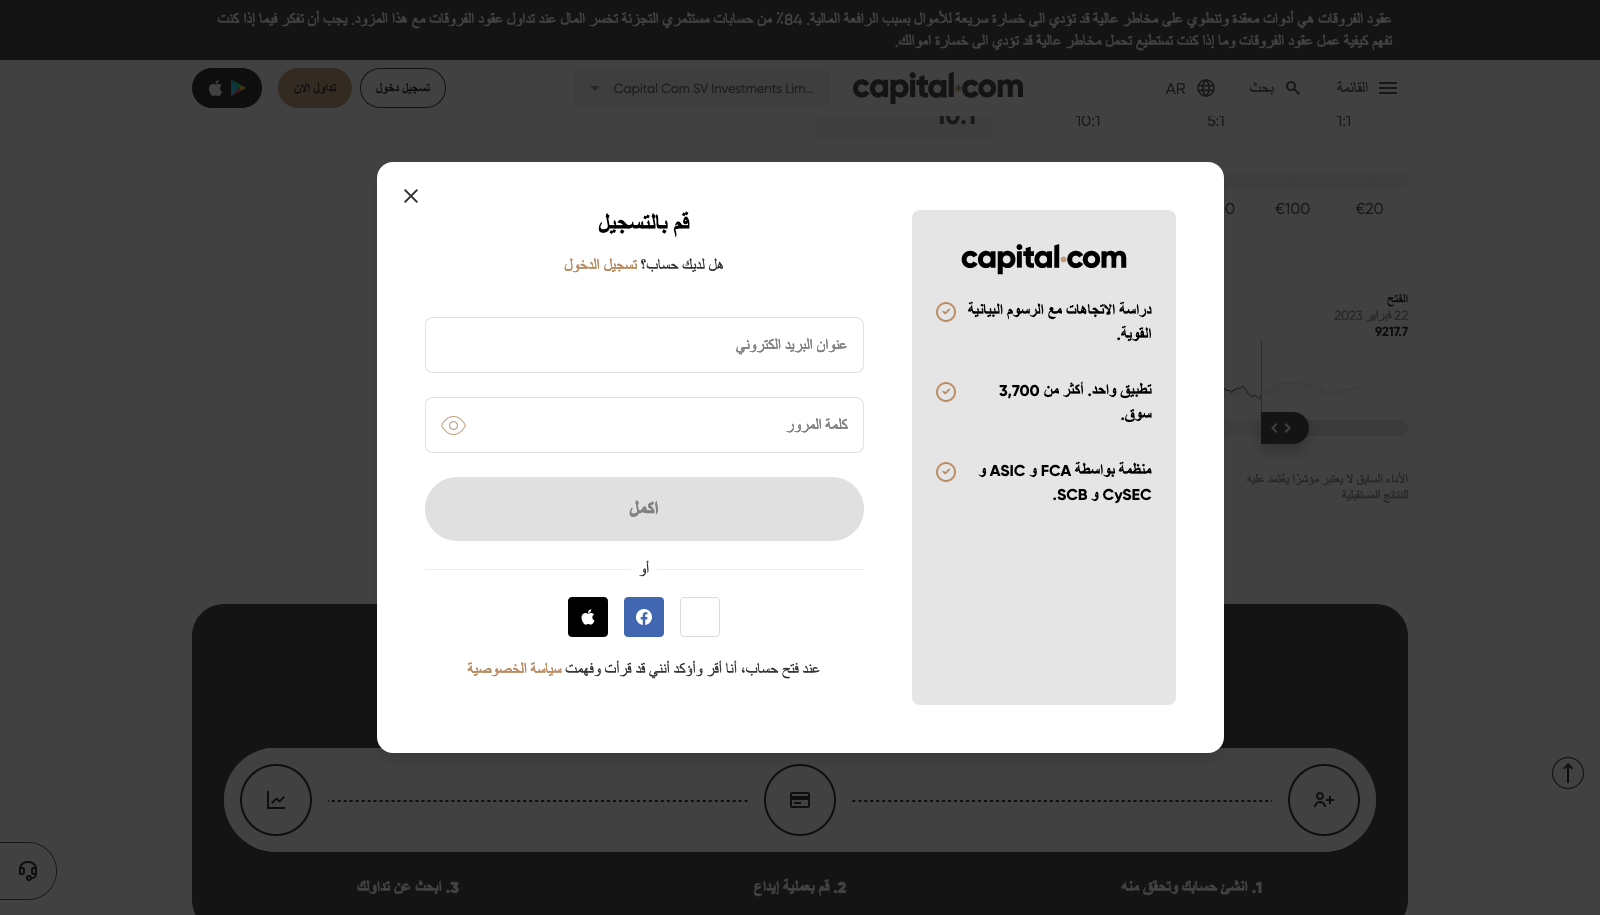 عقود الفروقات هي أدوات معقدة وتنطوي على مخاطر عالية قد تؤدي الى خسارة سريعة للأموال بسبب الرافعة المالية. 84٪ من حسابات مستثمري التجزئة تخسر المال عند تداول عقود الفروقات مع هذا المزود. يجب أن تفكر فيما إذا كنت
تفهم كيفية عمل عقود الفروقات وما إذا كنت تستطيع تحمل مخاطر عالية قد تؤدي الى خسارة اموالك.
القائمة
بحث
AR
capital.com
Capital Com SV Investments Lim...
تسجيل دخول
تداول الآن
1:1
5:1
10:1
10:1
€20
€100
0
الفتح
22 فبراير 2023
9217.7
الأداء السابق لا يعتبر مؤشرًا يعُتمد عليه
للنتائج المستقبلية
capital.com
دراسة الاتجاهات مع الرسوم البيانية
القوية.
تطبيق واحد. أكثر من 3,700
سوق.
منظمة بواسطة FCA و ASIC و
CySEC و SCB.
قم بالتسجيل
هل لديك حساب؟ تسجيل الدخول
عنوان البريد الكتروني
كلمة المرور
اكمل
أو
عند فتح حساب، أنا أقر وأؤكد أنني قد قرأت وفهمت سياسة الخصوصية
1. انشئ حسابك وتحقق منه
2. قم بعملية إيداع
3. ابحث عن تداولك